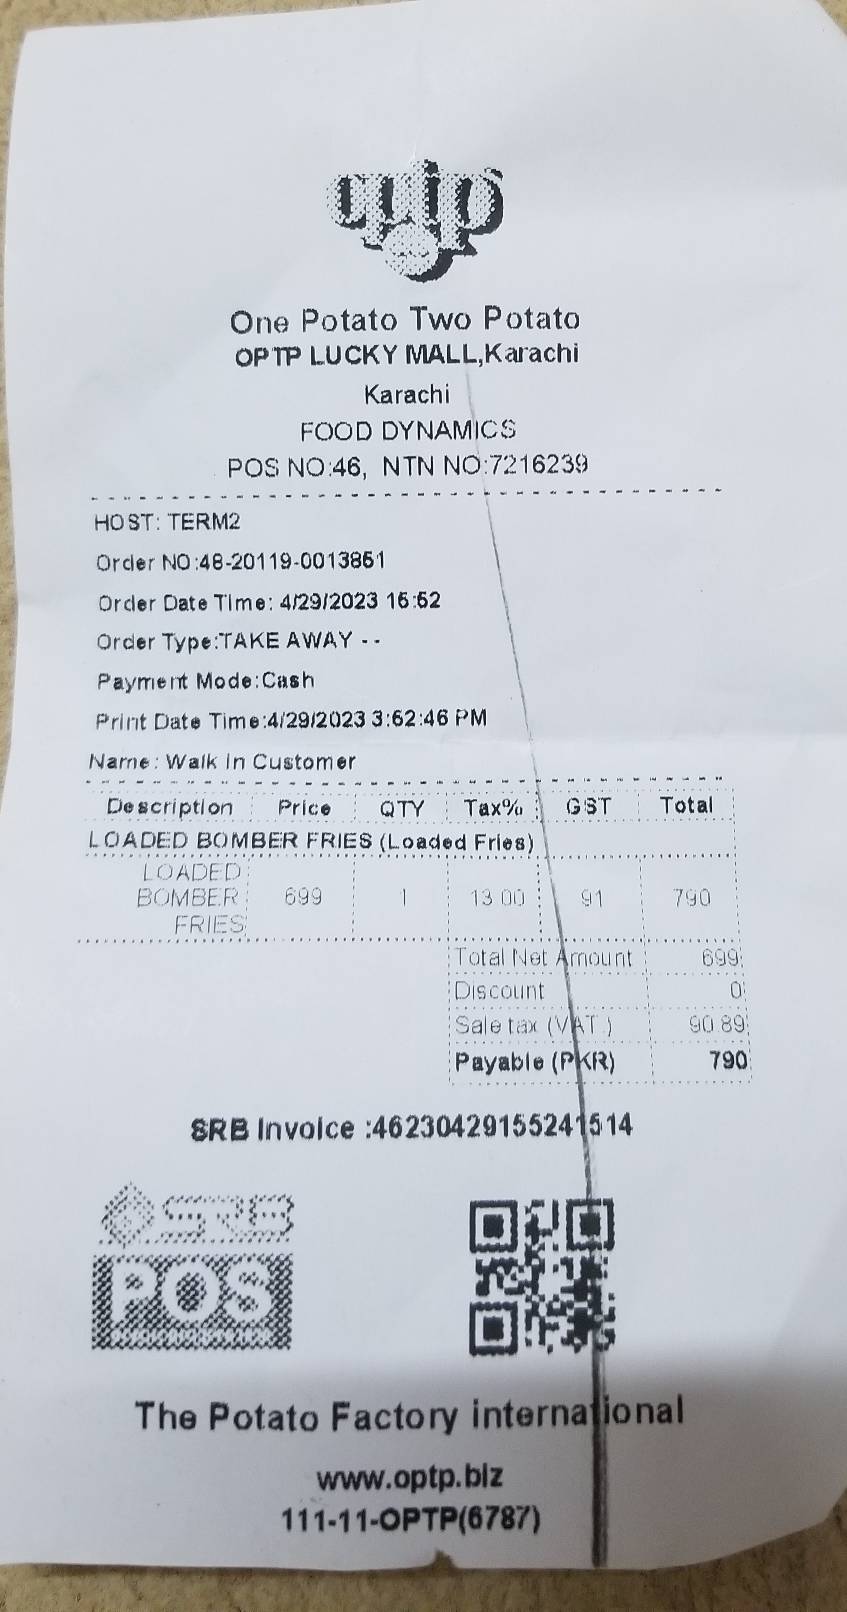 optp
One Potato Two Potato
OPTP LUCKY MALL,Karachi
Karachi
FOOD DYNAMICS
POS NO:46, NTN NO:7216239
HOST: TERM2
Order NO:48-20119-0013851
Order Date Time: 4/29/2023 15:52
Order Type:TAKE AWAY - -
Payment Mode:Cash
Print Date Time:4/29/2023 3:52:46 PM
Name: Walk in Customer
Description Price QTY Tax% GST Total
LOADED BOMBER FRIES (Loaded Fries)
LOADED
BOMBER 699 1 13.00 91 790
FRIES
Total Net Amount 699
Discount 0
Sale tax (VAT.) 90.89
Payable (PKR) 790
SRB Invoice :46230429155241514
SRB
POS
The Potato Factory international
www.optp.biz
111-11-OPTP(6787)